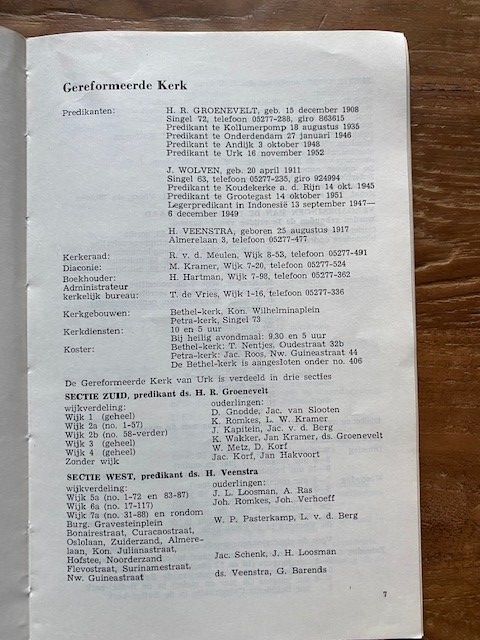 Gereformeerde Kerk
Predikanten: H. R. GROENEVELT, geb. 15 december 1908
Singel 72, telefoon 05277-288, giro 863615
Predikant te Kollumerpomp 18 augustus 1935
Predikant te Onderdendam 27 januari 1946
Predikant te Andijk 3 oktober 1948
Predikant te Urk 16 november 1952
J. WOLVEN, geb. 20 april 1911
Singel 63, telefoon 05277-235, giro 924994
Predikant te Koudekerke a. d. Rijn 14 okt. 1945
Predikant te Grootegast 14 oktober 1951
Legerpredikant in Indonesië 13 september 1947—
6 december 1949
H. VEENSTRA, geboren 25 augustus 1917
Almerelaan 3, telefoon 05277-477
Kerkeraad: R. v. d. Meulen, Wijk 8-53, telefoon 05277-491
Diaconie: M. Kramer, Wijk 7-20, telefoon 05277-524
Boekhouder: H. Hartman, Wijk 7-98, telefoon 05277-362
Administrateur
kerkelijk bureau: T. de Vries, Wijk 1-16, telefoon 05277-336
Kerkgebouwen: Bethel-kerk, Kon. Wilhelminaplein
Petra-kerk, Singel 73
Kerkdiensten: 10 en 5 uur
Bij heilig avondmaal: 9.30 en 5 uur
Koster: Bethel-kerk: T. Nentjes, Oudestraat 32b
Petra-kerk: Jac. Roos, Nw. Guineastraat 44
De Bethel-kerk is aangesloten onder no. 406
De Gereformeerde Kerk van Urk is verdeeld in drie secties
SECTIE ZUID, predikant ds. H. R. Groenevelt
wijkverdeling: ouderlingen:
Wijk 1 (geheel) D. Gnodde, Jac. van Slooten
Wijk 2a (no. 1-57) K. Romkes, L. W. Kramer
Wijk 2b (no. 58-verder) J. Kapitein, Jac. v. d. Berg
Wijk 3 (geheel) K. Wakker, Jan Kramer, ds. Groenevelt
Wijk 4 (geheel) W. Metz, D. Korf
Zonder wijk Jac. Korf, Jan Hakvoort
SECTIE WEST, predikant ds. H. Veenstra
wijkverdeling: ouderlingen:
Wijk 5a (no. 1-72 en 83-87) J. L. Loosman, A. Ras
Wijk 6a (no. 17-117) Joh. Romkes, Joh. Verhoeff
Wijk 7a (no. 31-88) en rondom
Burg. Gravesteinplein W. P. Pasterkamp, L. v. d. Berg
Bonairestraat, Curacaostraat,
Oslolaan, Zuiderzand, Almere-
laan, Kon. Julianastraat,
Hofstee, Noorderzand Jac. Schenk, J. H. Loosman
Flevostraat, Surinamestraat,
Nw. Guineastraat ds. Veenstra, G. Barends
7